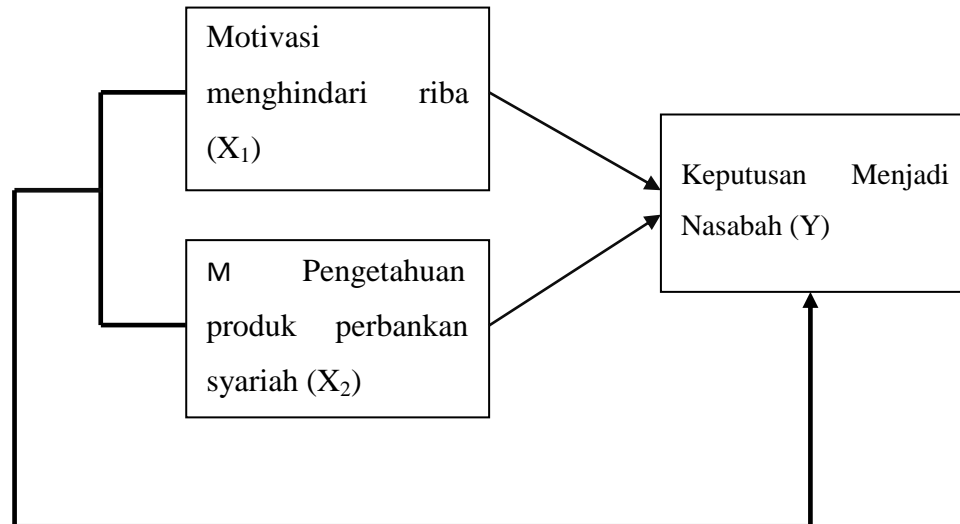 Motivasi
menghindari riba
(X₁)
M Pengetahuan
produk perbankan
syariah (X₂)
Keputusan Menjadi
Nasabah (Y)